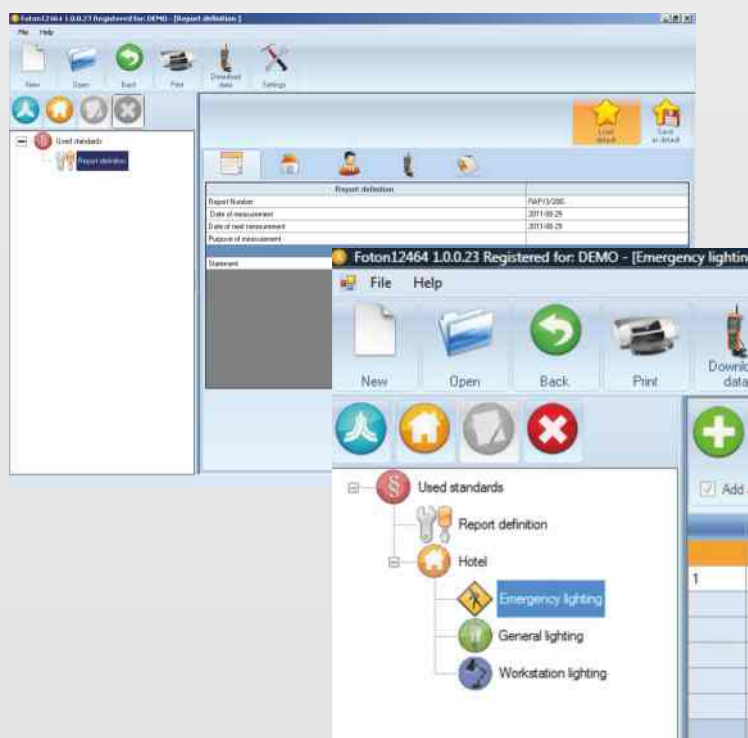 Foton12464 1.0.0.23 Registered for: DEMO - [Report definition ]
File Help
New Open Back Print Download data Settings
Load default
Save as default
Used standards
Report definition
Report definition
Report Number
Date of measurement 2011-08-29
Date of next measurement 2011-08-29
Purpose of measurement
Statement
Foton12464 1.0.0.23 Registered for: DEMO - [Emergency lighting
File Help
New Open Back Print
data
Add
Used standards
Report definition
Hotel
1
Emergency lighting
General lighting
Workstation lighting